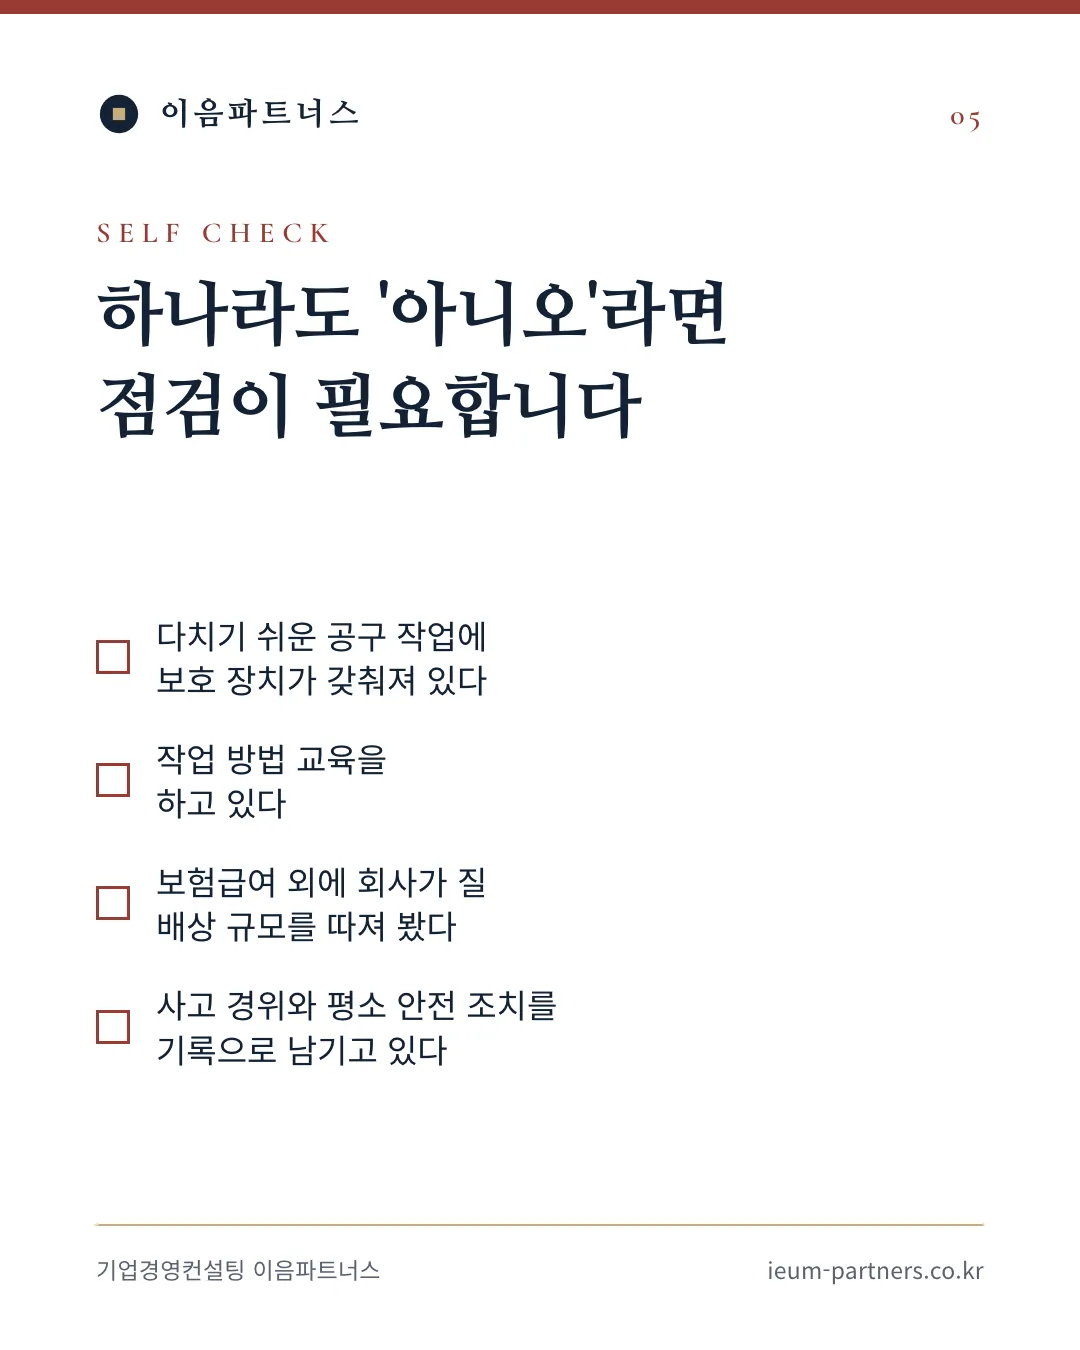 이음파트너스
05
SELF CHECK
하나라도 '아니오'라면
점검이 필요합니다
다치기 쉬운 공구 작업에
보호 장치가 갖춰져 있다
작업 방법 교육을
하고 있다
보험급여 외에 회사가 질
배상 규모를 따져 봤다
사고 경위와 평소 안전 조치를
기록으로 남기고 있다
기업경영컨설팅 이음파트너스
ieum-partners.co.kr